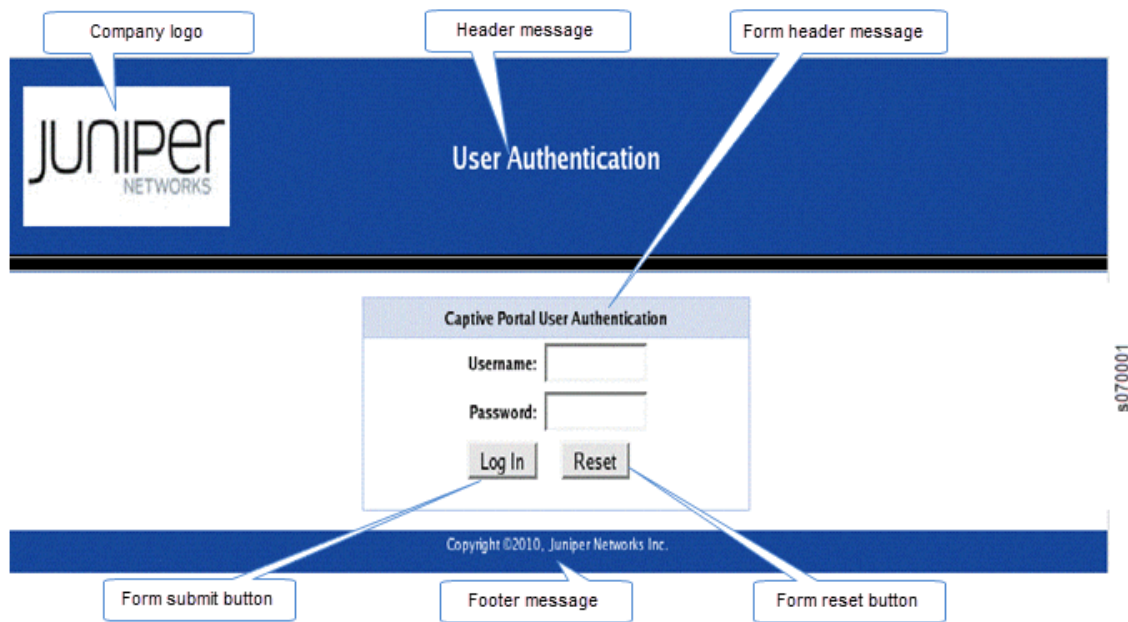 Company logo
Header message
Form header message
JUNIPER
NETWORKS
User Authentication
Captive Portal User Authentication
Username:
Password:
Log In
Reset
s070001
Copyright ©2010, Juniper Networks Inc.
Form submit button
Footer message
Form reset button